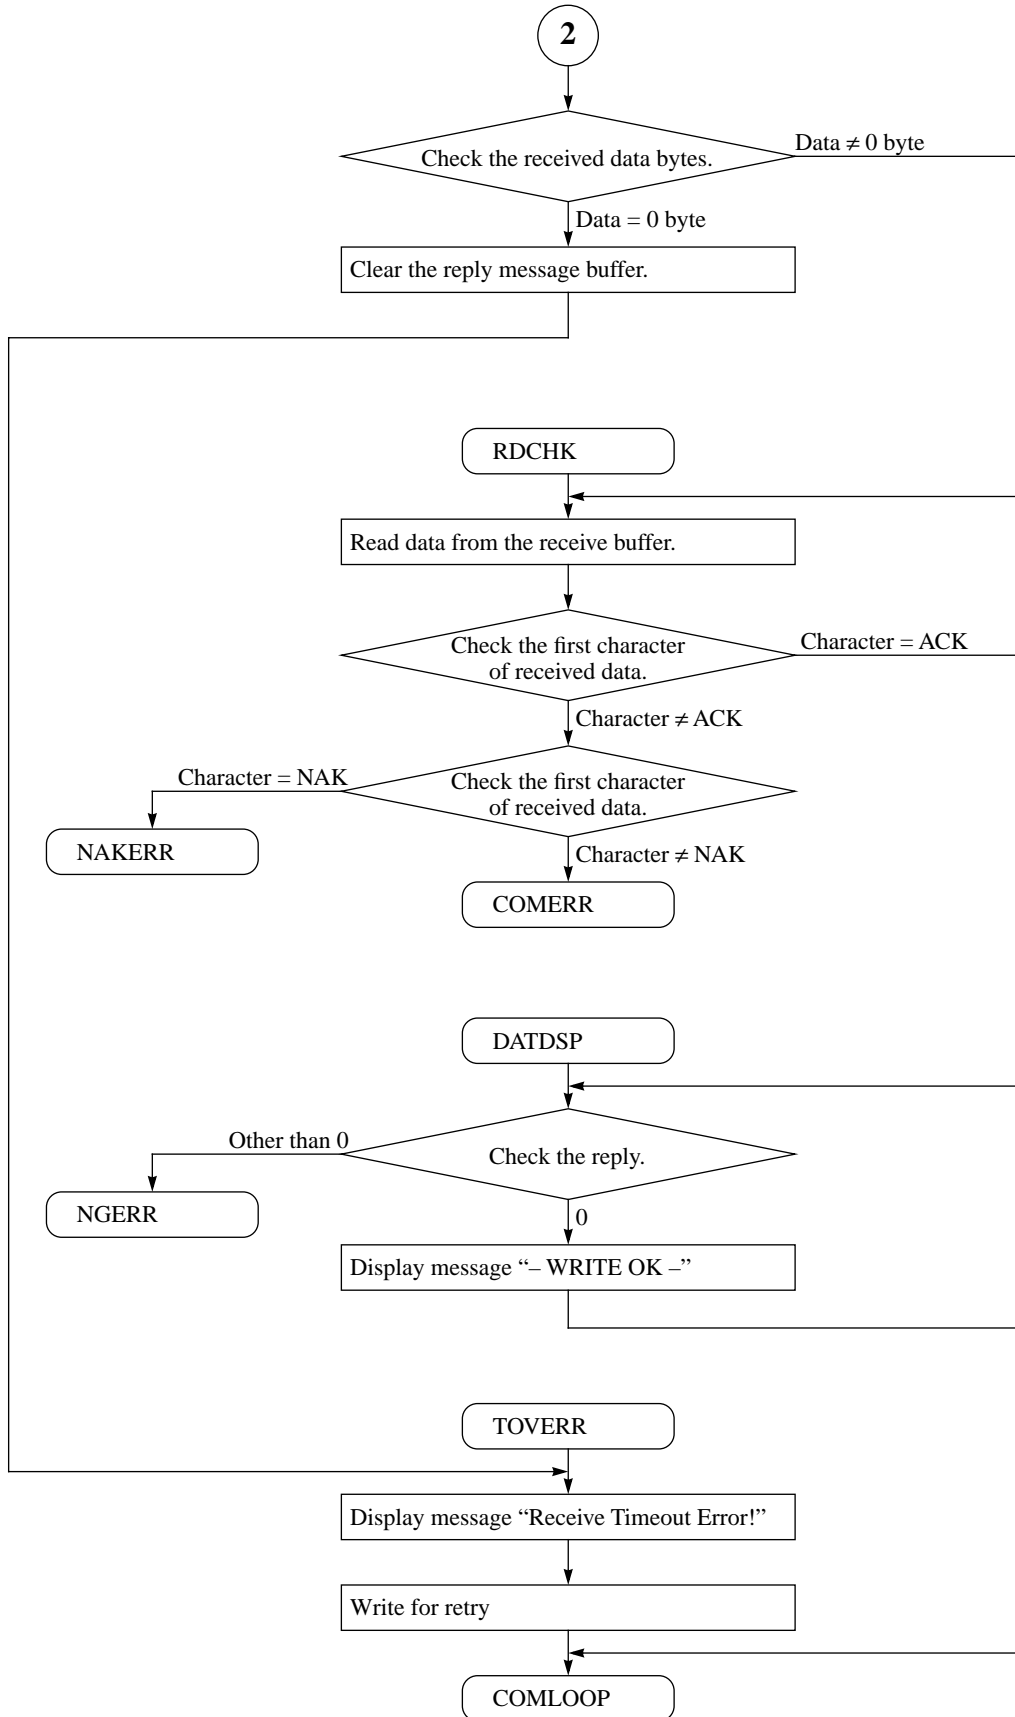 2
Check the received data bytes.
Data ≠ 0 byte
Data = 0 byte
Clear the reply message buffer.
RDCHK
Read data from the receive buffer.
Check the first character
of received data.
Character = ACK
Character ≠ ACK
Character = NAK
Check the first character
of received data.
NAKERR
Character ≠ NAK
COMERR
DATDSP
Other than 0
Check the reply.
NGERR
0
Display message “– WRITE OK –”
TOVERR
Display message “Receive Timeout Error!”
Write for retry
COMLOOP